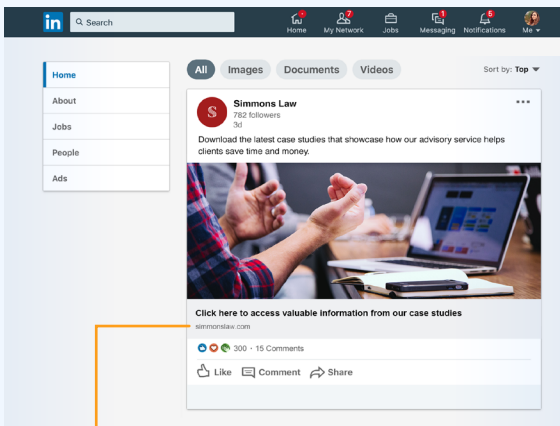 in
Search
Home
7
My Network
Jobs
1
Messaging
6
Notifications
Me
Home
About
Jobs
People
Ads
All
Images
Documents
Videos
Sort by: Top
S
Simmons Law
782 followers
3d
Download the latest case studies that showcase how our advisory service helps
clients save time and money.
Click here to access valuable information from our case studies
simmonslaw.com
300 · 15 Comments
Like
Comment
Share